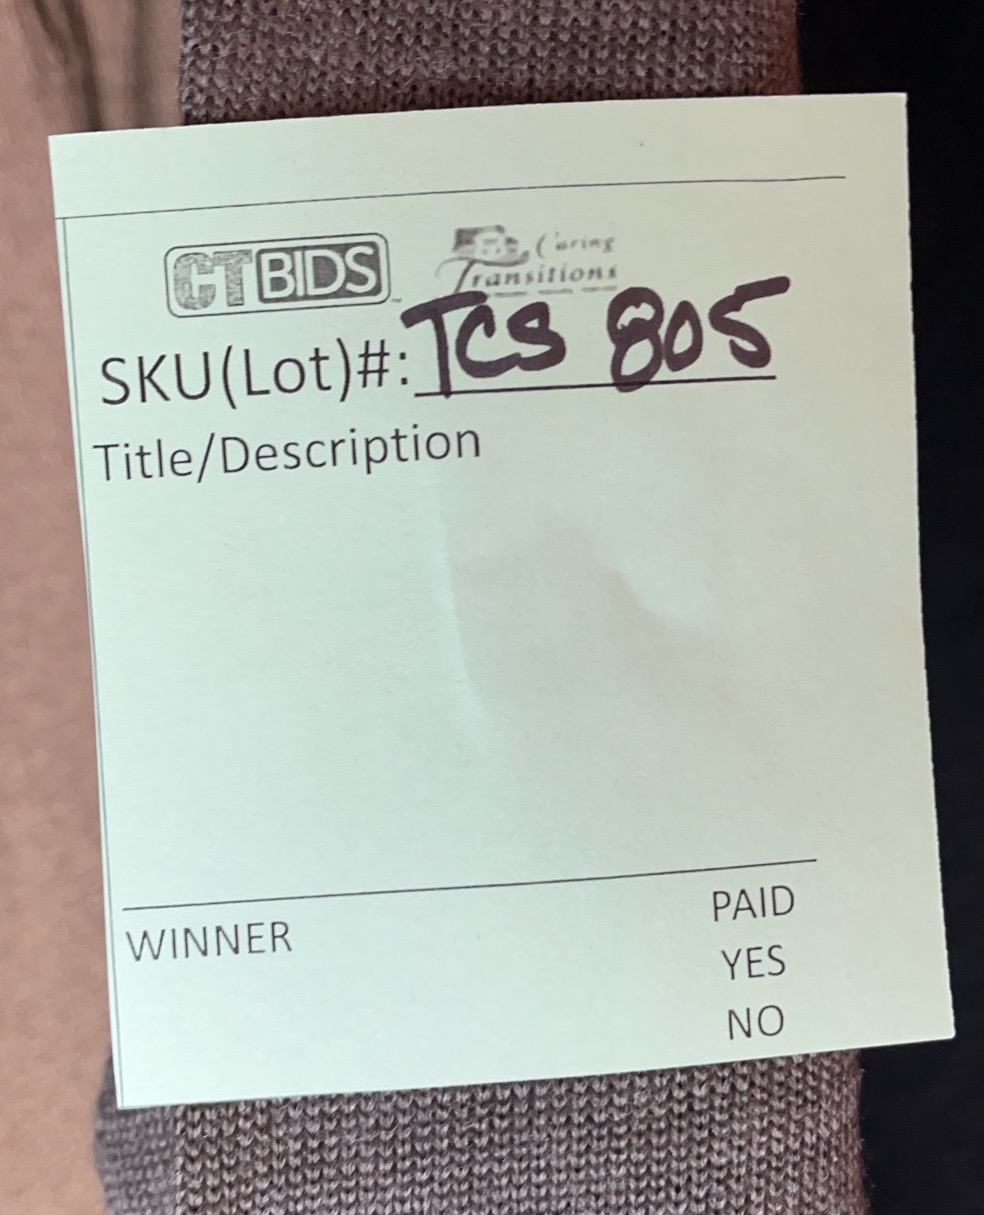 CTBIDS Caring
Transitions
SKU(Lot)#: TCS 805
Title/Description
WINNER PAID
YES
NO